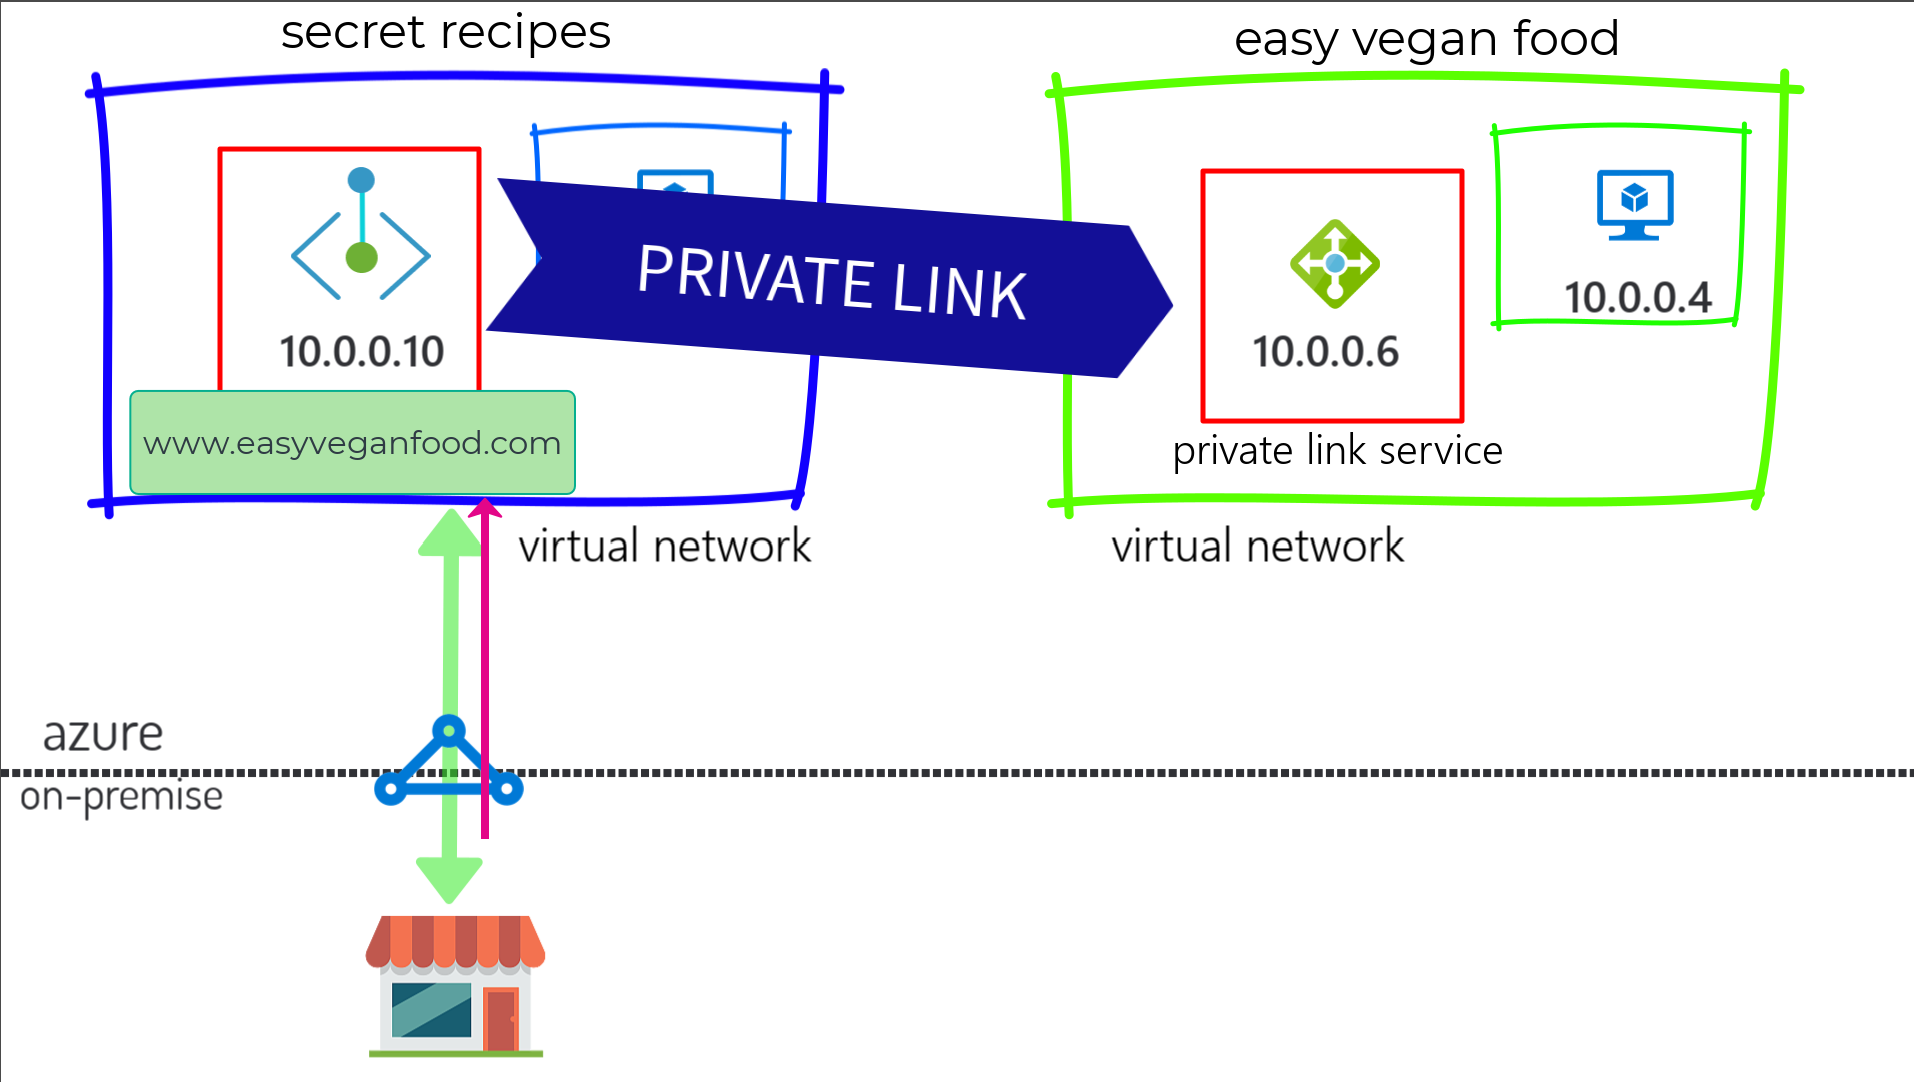 secret recipes
easy vegan food
PRIVATE LINK
10.0.0.10
10.0.0.6
10.0.0.4
www.easyveganfood.com
private link service
virtual network
virtual network
azure
on-premise